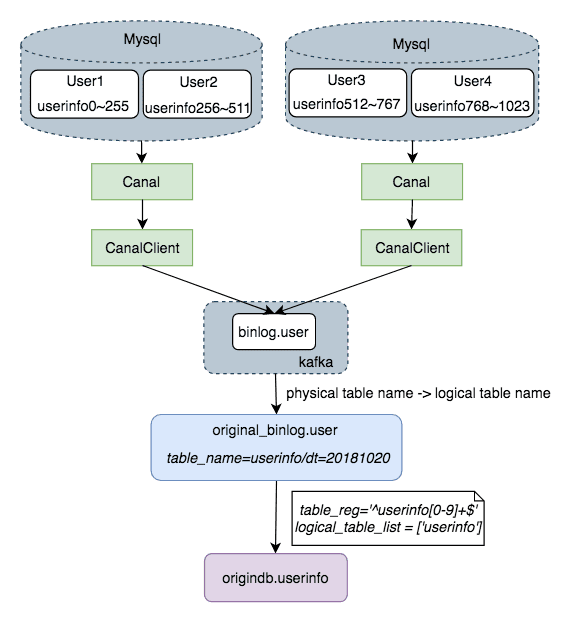 Mysql
Mysql
User1
User2
userinfo0~255
userinfo256~511
User3
User4
userinfo512~767
userinfo768~1023
Canal
Canal
CanalClient
CanalClient
binlog.user
kafka
physical table name -> logical table name
original_binlog.user
table_name=userinfo/dt=20181020
table_reg='^userinfo[0-9]+$'
logical_table_list = ['userinfo']
origindb.userinfo